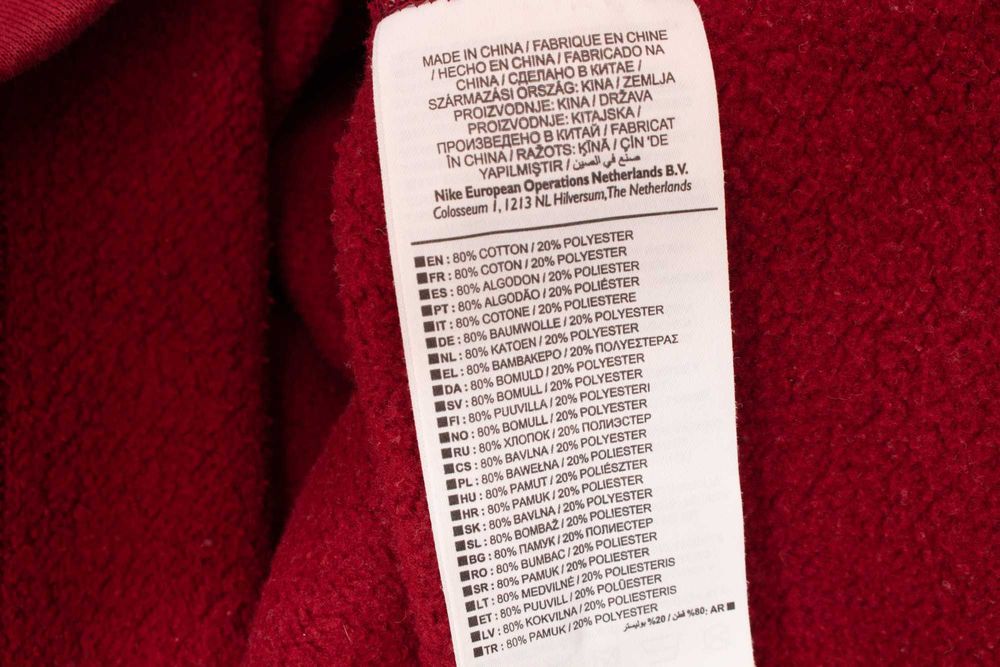 MADE IN CHINA / FABRIQUE EN CHINE
/ HECHO EN CHINA / FABRICADO NA
CHINA / СДЕЛАНО В КИТАЕ /
SZÁRMAZÁSI ORSZÁG: KINA / ZEMLJA
PROIZVODNJE: KINA / DRŽAVA
PROIZVODNJE: KITAJSKA /
ПРОИЗВЕДЕНО В КИТАЙ / FABRICAT
ÎN CHINA / RAŽOTS: ĶĪNĀ / ÇİN 'DE
YAPILMIŞTIR / صنع في الصين
Nike European Operations Netherlands B.V.
Colosseum 1, 1213 NL Hilversum, The Netherlands
EN : 80% COTTON / 20% POLYESTER
FR : 80% COTON / 20% POLYESTER
ES : 80% ALGODON / 20% POLIESTER
PT : 80% ALGODÃO / 20% POLIÉSTER
IT : 80% COTONE / 20% POLIESTERE
DE : 80% BAUMWOLLE / 20% POLYESTER
NL : 80% KATOEN / 20% POLYESTER
EL : 80% ΒΑΜΒΑΚΕΡΟ / 20% ΠΟΛΥΕΣΤΕΡΑΣ
DA : 80% BOMULD / 20% POLYESTER
SV : 80% BOMULL / 20% POLYESTER
FI : 80% PUUVILLA / 20% POLYESTERI
NO : 80% BOMULL / 20% POLYESTER
RU : 80% ХЛОПОК / 20% ПОЛИЭСТЕР
CS : 80% BAVLNA / 20% POLYESTER
PL : 80% BAWEŁNA / 20% POLIESTER
HU : 80% PAMUT / 20% POLIÉSZTER
HR : 80% PAMUK / 20% POLIESTER
SK : 80% BAVLNA / 20% POLYESTER
SL : 80% BOMBAŽ / 20% POLIESTER
BG : 80% ПАМУК / 20% ПОЛИЕСТЕР
RO : 80% BUMBAC / 20% POLIESTER
SR : 80% PAMUK / 20% POLIESTER
LT : 80% MEDVILNĖ / 20% POLIESTERIS
ET : 80% PUUVILL / 20% POLÜESTER
LV : 80% KOKVILNA / 20% POLIESTERIS
TR : 80% PAMUK / 20% POLYESTER
AR :80% قطن / 20% بوليستر